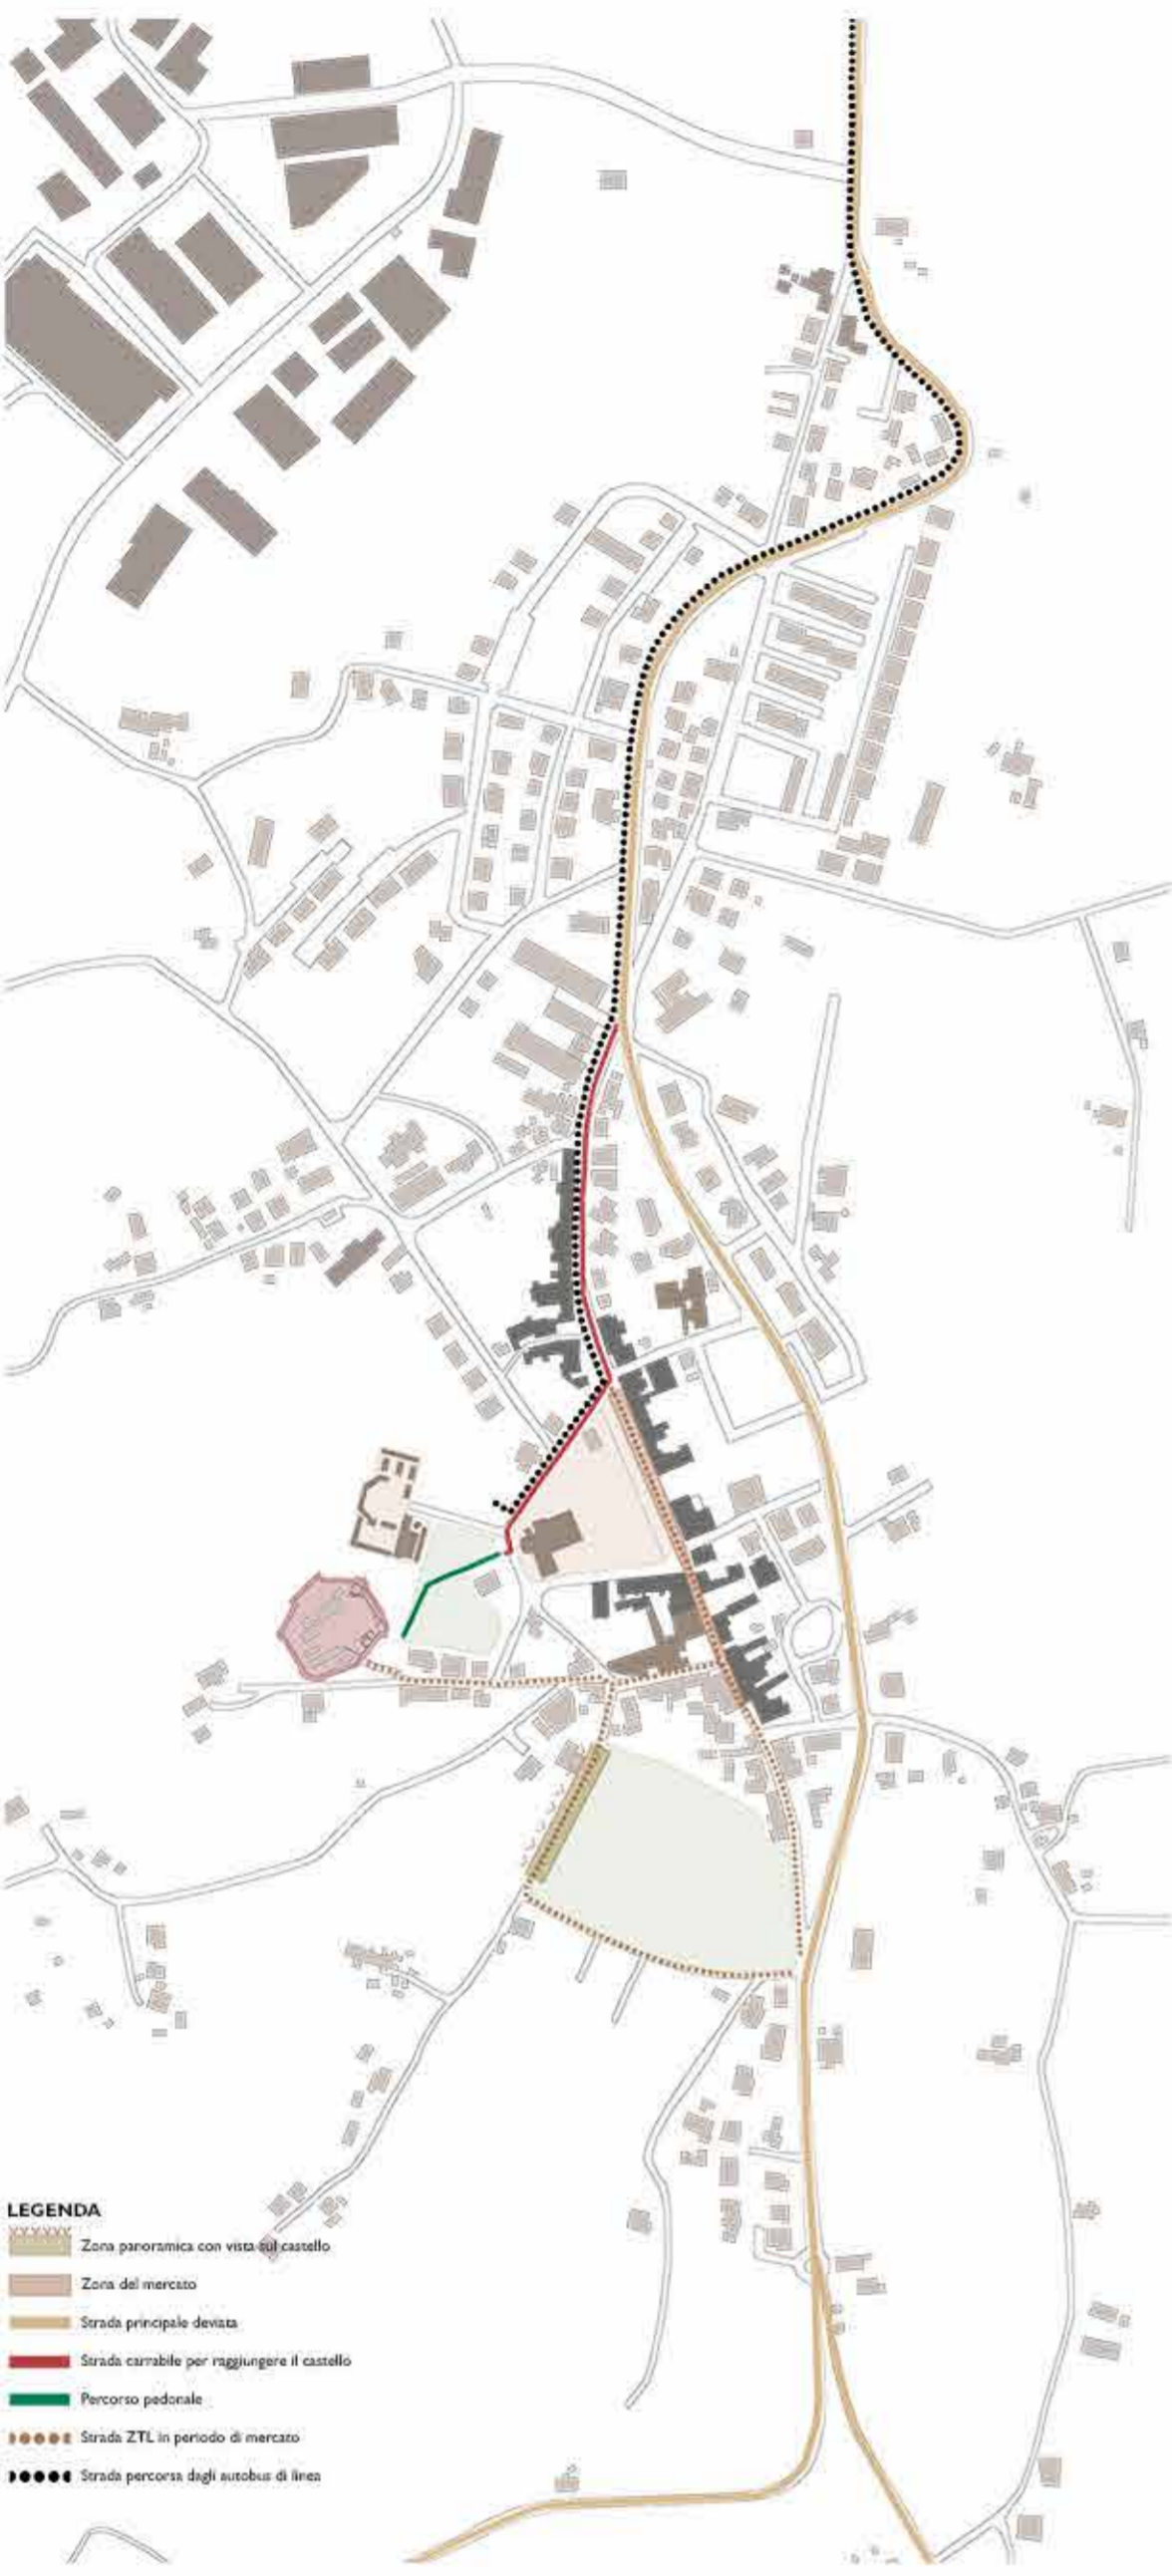 LEGENDA
Zona panoramica con vista sul castello
Zona del mercato
Strada principale deviata
Strada carrabile per raggiungere il castello
Percorso pedonale
Strada ZTL in periodo di mercato
Strada percorsa dagli autobus di linea